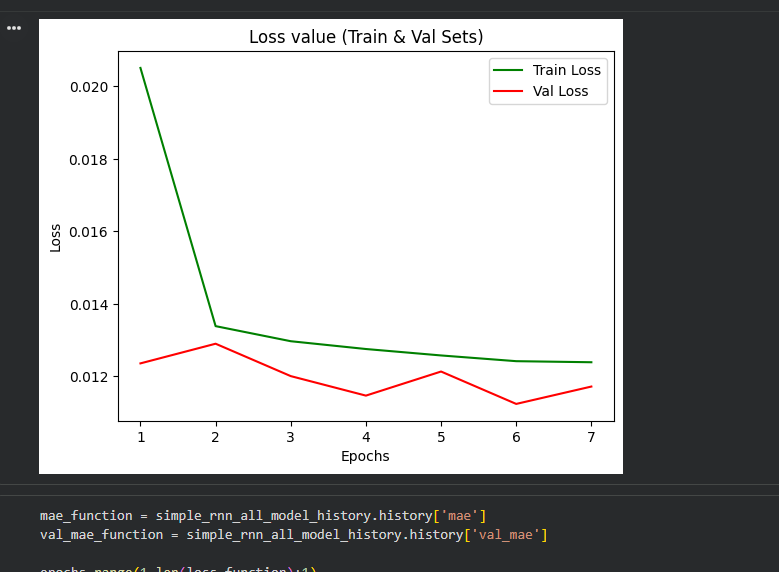 Loss value (Train & Val Sets)
Train Loss
Val Loss
0.020
0.018
0.016
0.014
0.012
Loss
1 2 3 4 5 6 7
Epochs
mae_function = simple_rnn_all_model_history.history['mae']
val_mae_function = simple_rnn_all_model_history.history['val_mae']